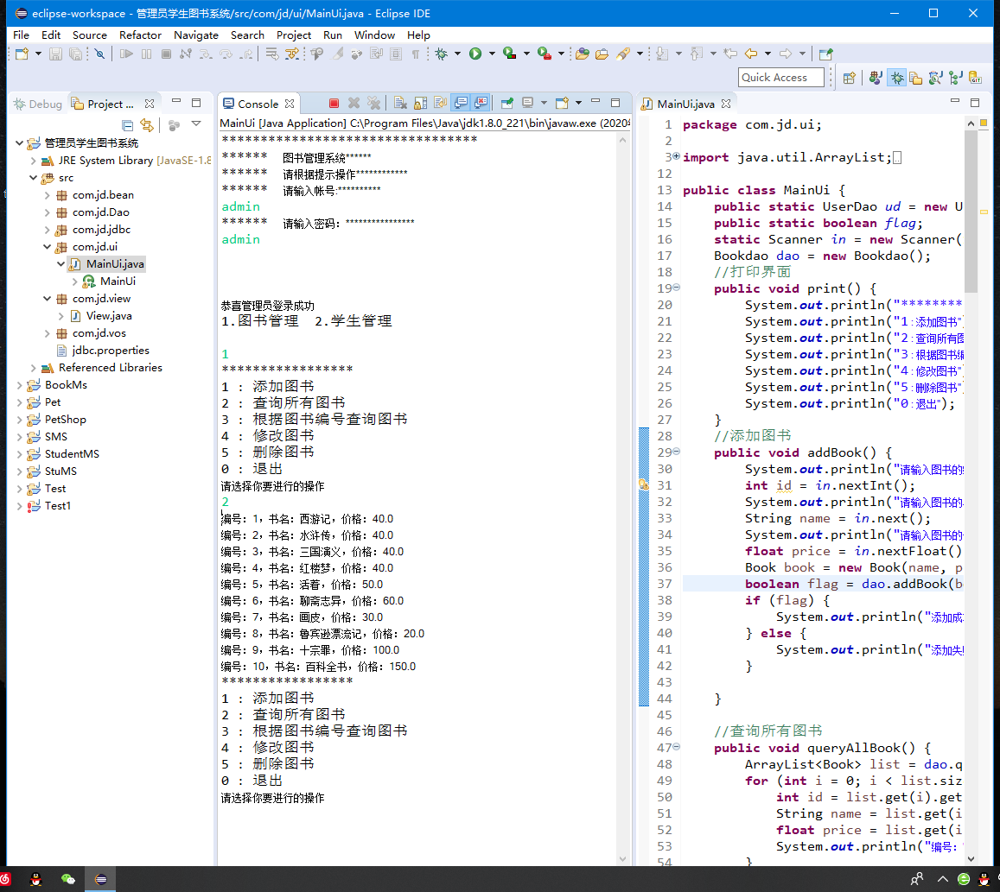 eclipse-workspace - 管理员学生图书系统/src/com/jd/ui/MainUi.java - Eclipse IDE
File Edit Source Refactor Navigate Search Project Run Window Help
Quick Access
Debug Project ...
管理员学生图书系统
JRE System Library [JavaSE-1.8
src
com.jd.bean
com.jd.Dao
com.jd.jdbc
com.jd.ui
MainUi.java
MainUi
com.jd.view
View.java
com.jd.vos
jdbc.properties
Referenced Libraries
BookMs
Pet
PetShop
SMS
StudentMS
StuMS
Test
Test1
Console
MainUi [Java Application] C:\Program Files\Java\jdk1.8.0_221\bin\javaw.exe (2020年
*********************************
****** 图书管理系统******
****** 请根据提示操作************
****** 请输入帐号:**********
admin
****** 请输入密码：****************
admin
恭喜管理员登录成功
1.图书管理 2.学生管理
1
*****************
1 : 添加图书
2 : 查询所有图书
3 : 根据图书编号查询图书
4 : 修改图书
5 : 删除图书
0 : 退出
请选择你要进行的操作
2
编号：1，书名：西游记，价格：40.0
编号：2，书名：水浒传，价格：40.0
编号：3，书名：三国演义，价格：40.0
编号：4，书名：红楼梦，价格：40.0
编号：5，书名：活着，价格：50.0
编号：6，书名：聊斋志异，价格：60.0
编号：7，书名：画皮，价格：30.0
编号：8，书名：鲁宾逊漂流记，价格：20.0
编号：9，书名：十宗罪，价格：100.0
编号：10，书名：百科全书，价格：150.0
*****************
1 : 添加图书
2 : 查询所有图书
3 : 根据图书编号查询图书
4 : 修改图书
5 : 删除图书
0 : 退出
请选择你要进行的操作
MainUi.java
1 package com.jd.ui;
2
3 import java.util.ArrayList;
12
13 public class MainUi {
14 public static UserDao ud = new U
15 public static boolean flag;
16 static Scanner in = new Scanner(
17 Bookdao dao = new Bookdao();
18 //打印界面
19 public void print() {
20 System.out.println("********
21 System.out.println("1 : 添加图书"
22 System.out.println("2 : 查询所有图
23 System.out.println("3 : 根据图书编
24 System.out.println("4 : 修改图书"
25 System.out.println("5 : 删除图书"
26 System.out.println("0 : 退出");
27 }
28 //添加图书
29 public void addBook() {
30 System.out.println("请输入图书的
31 int id = in.nextInt();
32 System.out.println("请输入图书的
33 String name = in.next();
34 System.out.println("请输入图书的
35 float price = in.nextFloat()
36 Book book = new Book(name, p
37 boolean flag = dao.addBook(b
38 if (flag) {
39 System.out.println("添加成
40 } else {
41 System.out.println("添加失
42 }
43
44 }
45
46 //查询所有图书
47 public void queryAllBook() {
48 ArrayList<Book> list = dao.q
49 for (int i = 0; i < list.siz
50 int id = list.get(i).get
51 String name = list.get(i
52 float price = list.get(i
53 System.out.println("编号：
54 }